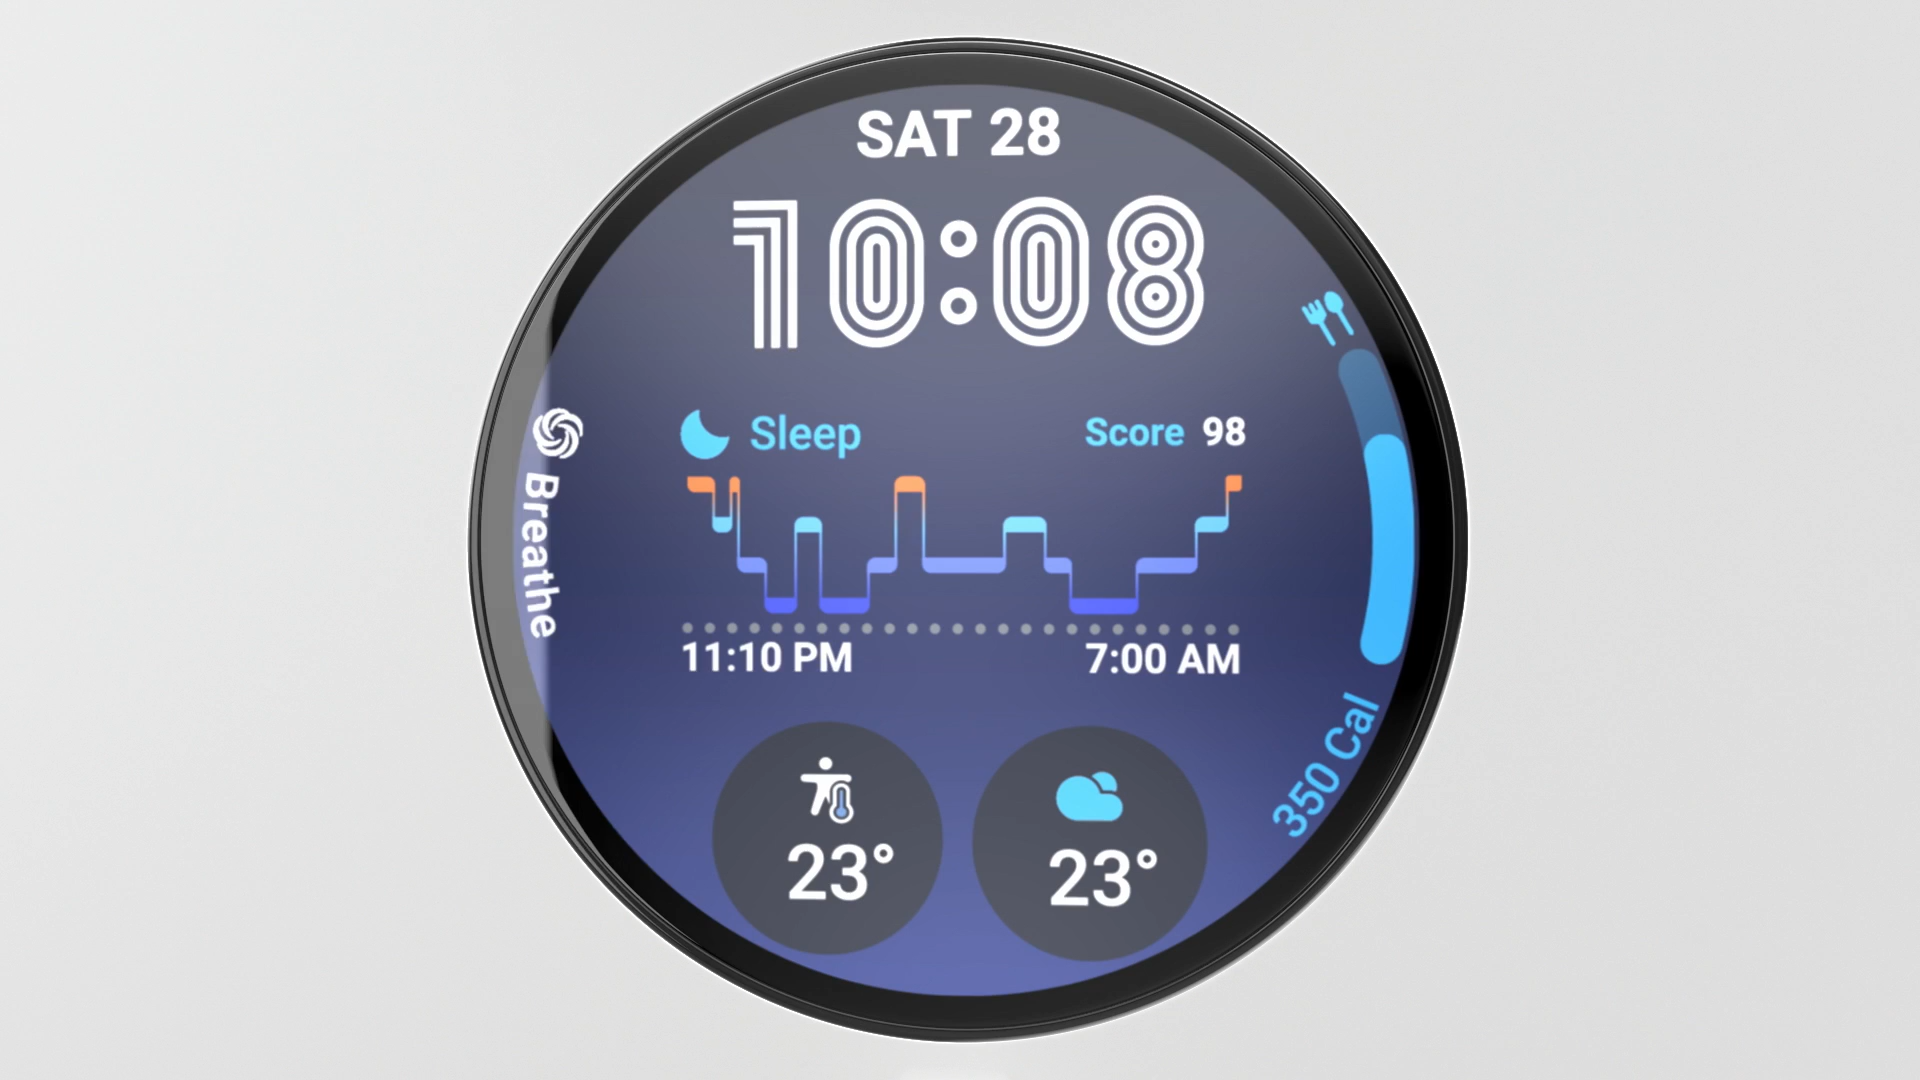 SAT 28
10:08
Sleep
Score 98
11:10 PM
7:00 AM
Breathe
350 Cal
23°
23°